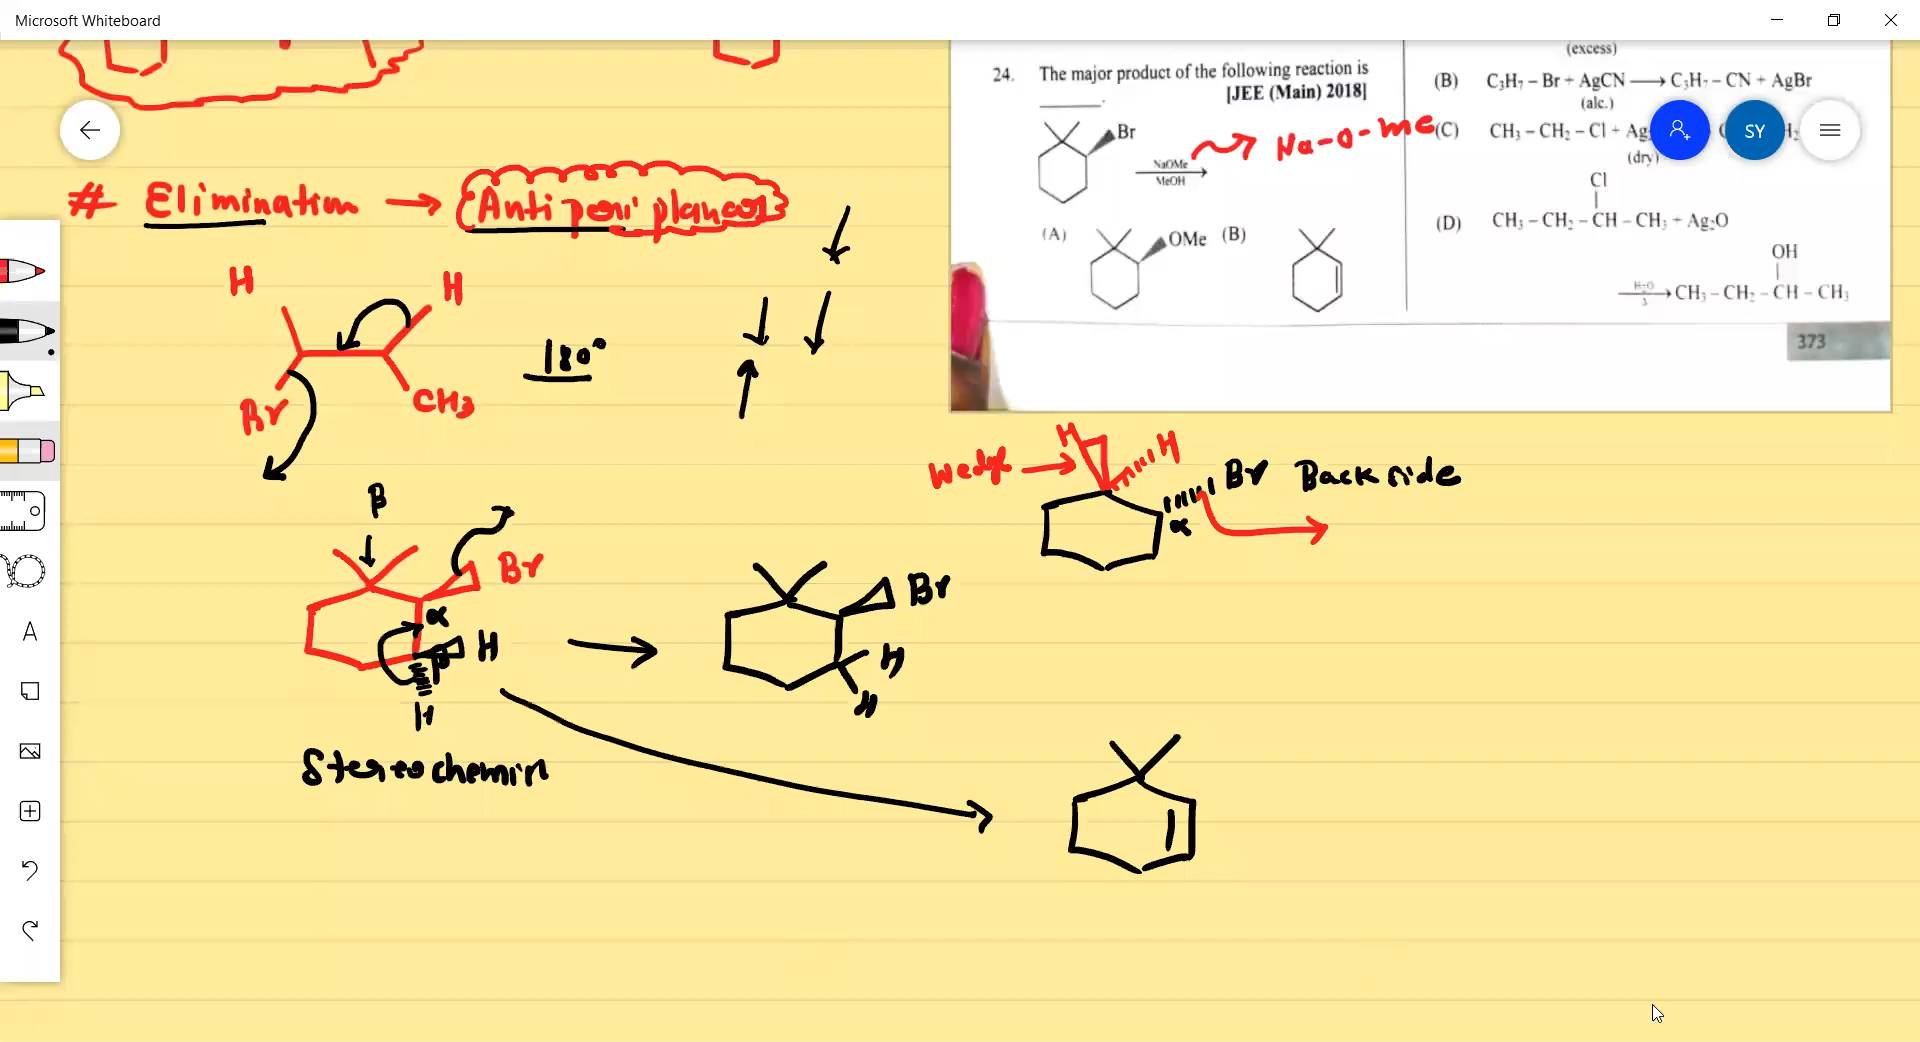 Microsoft Whiteboard
24. The major product of the following reaction is
[JEE (Main) 2018]
Br
NaOMe
MeOH
Na-O-Me
(A)
OMe
(B)
(excess)
(B) C₃H₇ – Br + AgCN ⟶ C₃H₇ – CN + AgBr
(alc.)
(C) CH₃ – CH₂ – Cl + Ag
(dry)
SY
Cl
(D) CH₃ – CH₂ – CH – CH₃ + Ag₂O
OH
H₂O
Δ
CH₃ – CH₂ – CH – CH₃
373
# Elimination → Anti peri planar
H
H
Br
CH3
180°
β
Br
α
β
H
H
Stereochemin
Br
H
H
Wedge → H
H
Br Back side
α
A